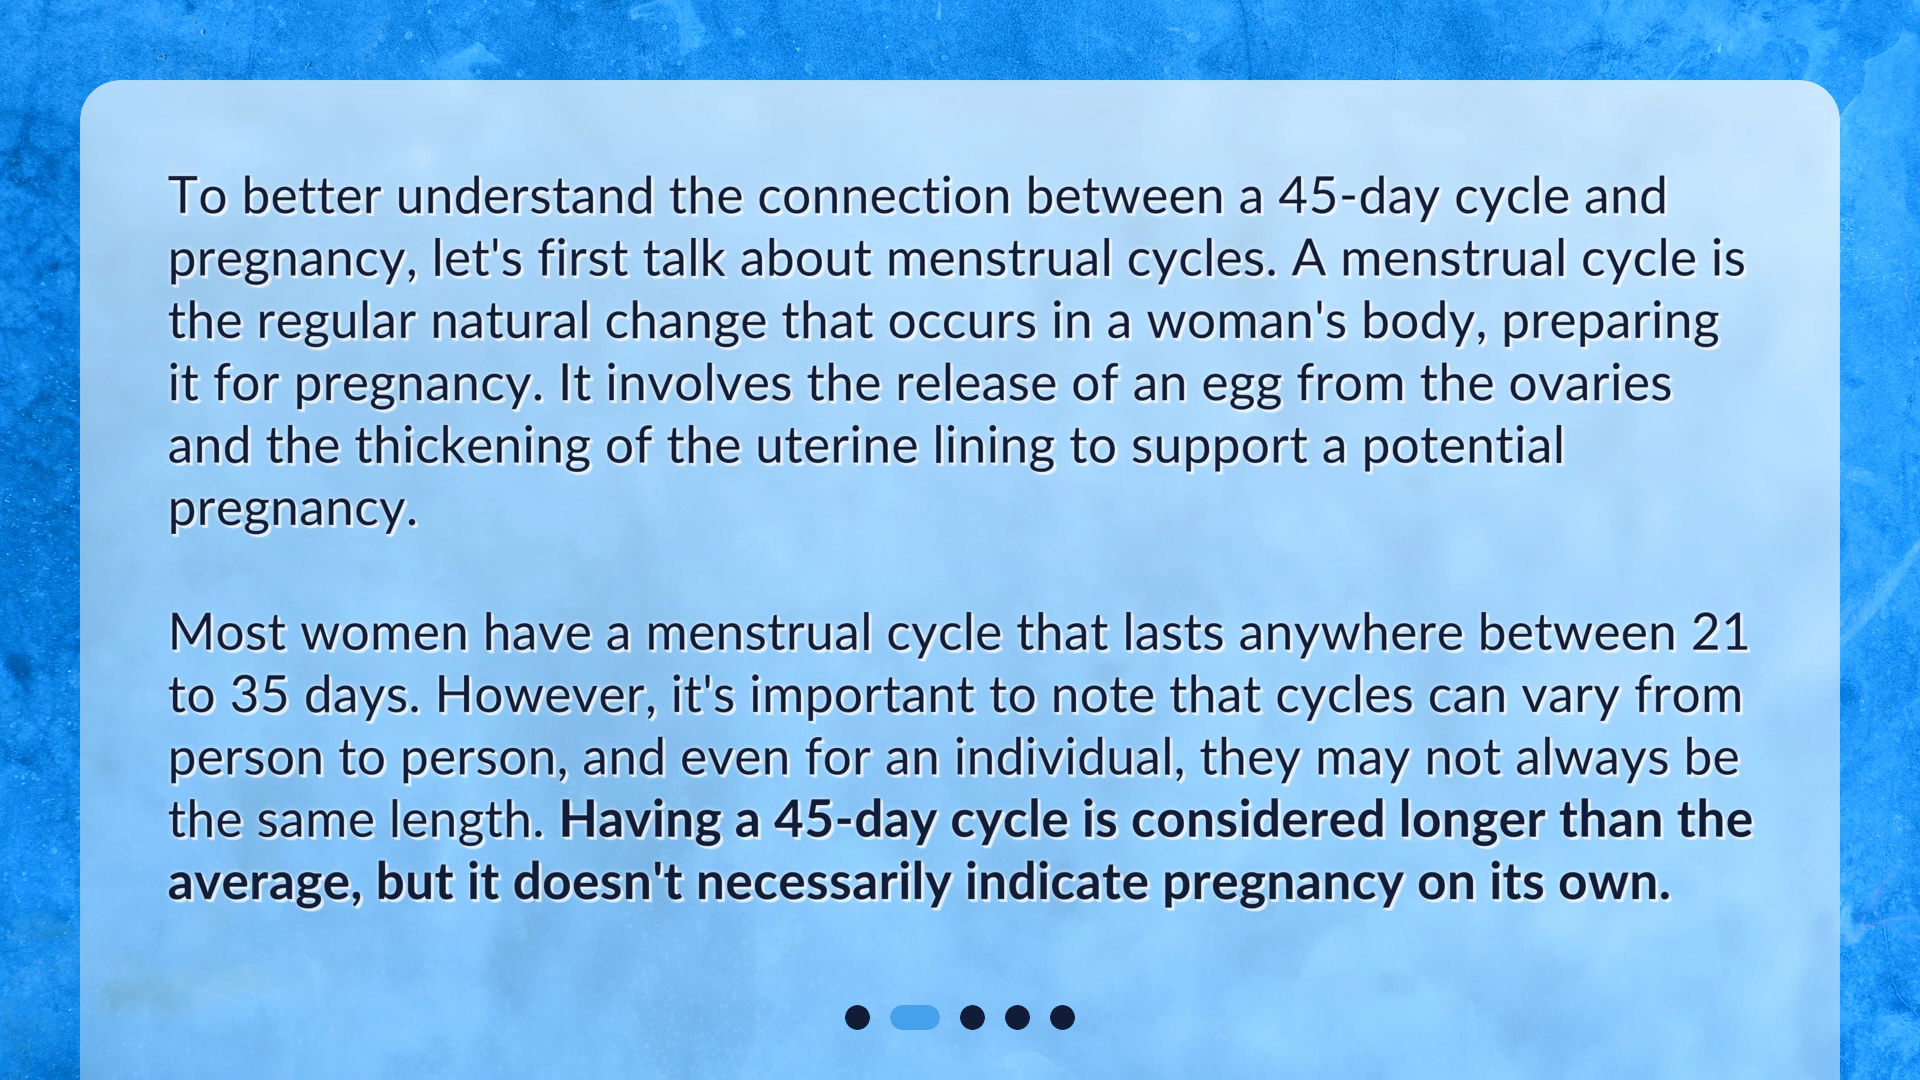 To better understand the connection between a 45-day cycle and
pregnancy, let's first talk about menstrual cycles. A menstrual cycle is
the regular natural change that occurs in a woman's body, preparing
it for pregnancy. It involves the release of an egg from the ovaries
and the thickening of the uterine lining to support a potential
pregnancy.
Most women have a menstrual cycle that lasts anywhere between 21
to 35 days. However, it's important to note that cycles can vary from
person to person, and even for an individual, they may not always be
the same length. Having a 45-day cycle is considered longer than the
average, but it doesn't necessarily indicate pregnancy on its own.